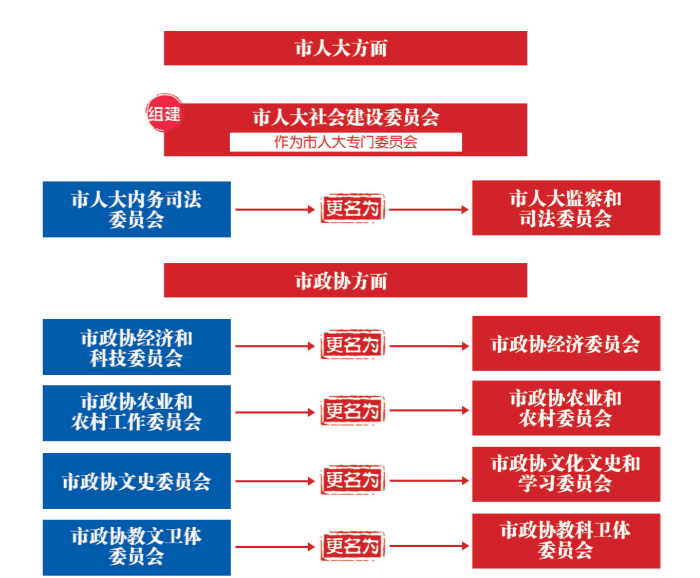 市人大方面
组建
市人大社会建设委员会
作为市人大专门委员会
市人大内务司法
委员会
更名为
市人大监察和
司法委员会
市政协方面
市政协经济和
科技委员会
更名为
市政协经济委员会
市政协农业和
农村工作委员会
更名为
市政协农业和
农村委员会
市政协文史委员会
更名为
市政协文化文史和
学习委员会
市政协教文卫体
委员会
更名为
市政协教科卫体
委员会